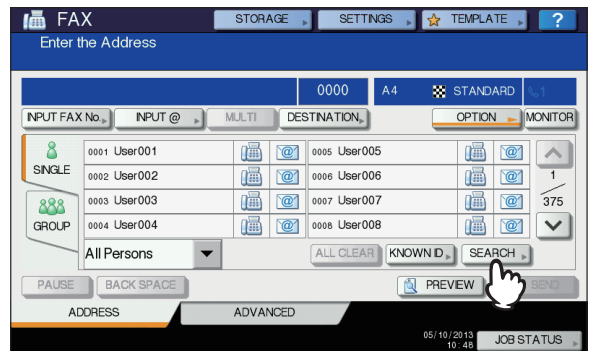 FAX STORAGE SETTINGS TEMPLATE ?
Enter the Address
0000 A4 STANDARD 1
INPUT FAX No. INPUT @ MULTI DESTINATION OPTION MONITOR
SINGLE
0001 User001 @ 0005 User005 @
0002 User002 @ 0006 User006 @
1
0003 User003 @ 0007 User007 @
375
GROUP
0004 User004 @ 0008 User008 @
All Persons ALL CLEAR KNOWN ID SEARCH
PAUSE BACK SPACE PREVIEW SEND
ADDRESS ADVANCED
05/10/2013
10:48
JOB STATUS